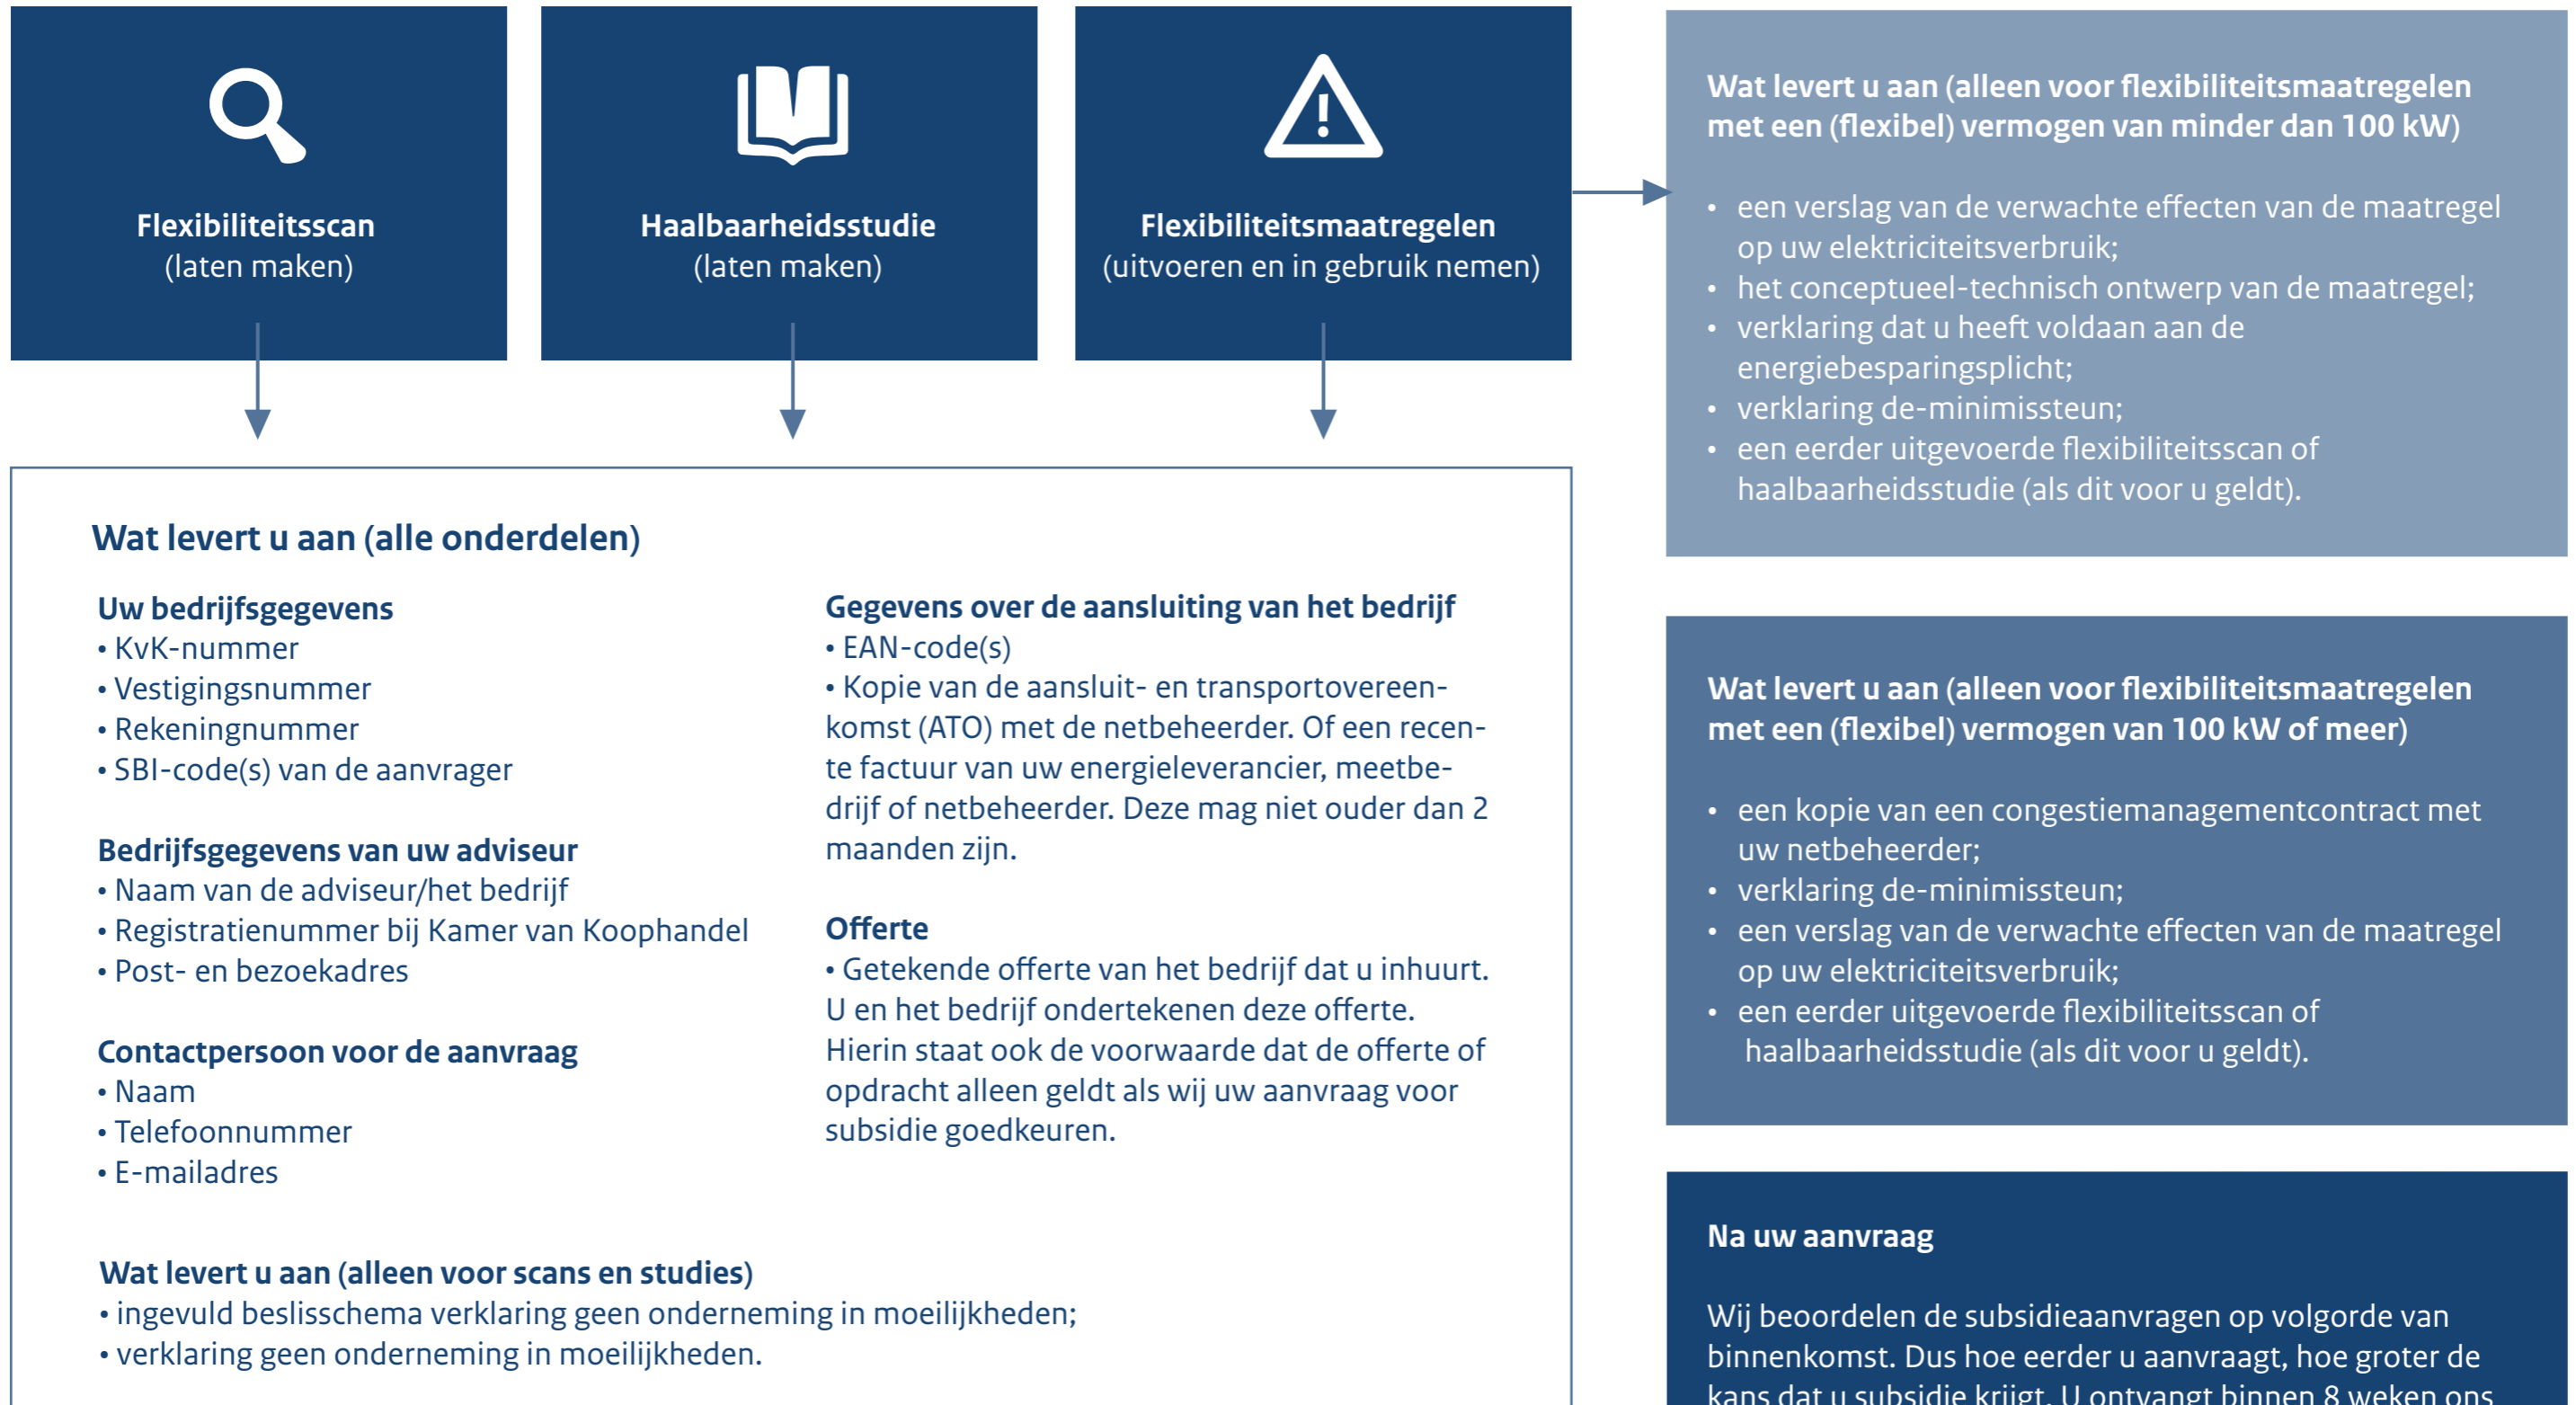 Flexibiliteitsscan
(laten maken)
Haalbaarheidsstudie
(laten maken)
Flexibiliteitsmaatregelen
(uitvoeren en in gebruik nemen)
Wat levert u aan (alle onderdelen)
Uw bedrijfsgegevens
• KvK-nummer
• Vestigingsnummer
• Rekeningnummer
• SBI-code(s) van de aanvrager
Bedrijfsgegevens van uw adviseur
• Naam van de adviseur/het bedrijf
• Registratienummer bij Kamer van Koophandel
• Post- en bezoekadres
Contactpersoon voor de aanvraag
• Naam
• Telefoonnummer
• E-mailadres
Gegevens over de aansluiting van het bedrijf
• EAN-code(s)
• Kopie van de aansluit- en transportovereen-
komst (ATO) met de netbeheerder. Of een recen-
te factuur van uw energieleverancier, meetbe-
drijf of netbeheerder. Deze mag niet ouder dan 2
maanden zijn.
Offerte
• Getekende offerte van het bedrijf dat u inhuurt.
U en het bedrijf ondertekenen deze offerte.
Hierin staat ook de voorwaarde dat de offerte of
opdracht alleen geldt als wij uw aanvraag voor
subsidie goedkeuren.
Wat levert u aan (alleen voor scans en studies)
• ingevuld beslisschema verklaring geen onderneming in moeilijkheden;
• verklaring geen onderneming in moeilijkheden.
Wat levert u aan (alleen voor flexibiliteitsmaatregelen
met een (flexibel) vermogen van minder dan 100 kW)
• een verslag van de verwachte effecten van de maatregel
op uw elektriciteitsverbruik;
• het conceptueel-technisch ontwerp van de maatregel;
• verklaring dat u heeft voldaan aan de
energiebesparingsplicht;
• verklaring de-minimissteun;
• een eerder uitgevoerde flexibiliteitsscan of
haalbaarheidsstudie (als dit voor u geldt).
Wat levert u aan (alleen voor flexibiliteitsmaatregelen
met een (flexibel) vermogen van 100 kW of meer)
• een kopie van een congestiemanagementcontract met
uw netbeheerder;
• verklaring de-minimissteun;
• een verslag van de verwachte effecten van de maatregel
op uw elektriciteitsverbruik;
• een eerder uitgevoerde flexibiliteitsscan of
haalbaarheidsstudie (als dit voor u geldt).
Na uw aanvraag
Wij beoordelen de subsidieaanvragen op volgorde van
binnenkomst. Dus hoe eerder u aanvraagt, hoe groter de
kans dat u subsidie krijgt. U ontvangt binnen 8 weken ons